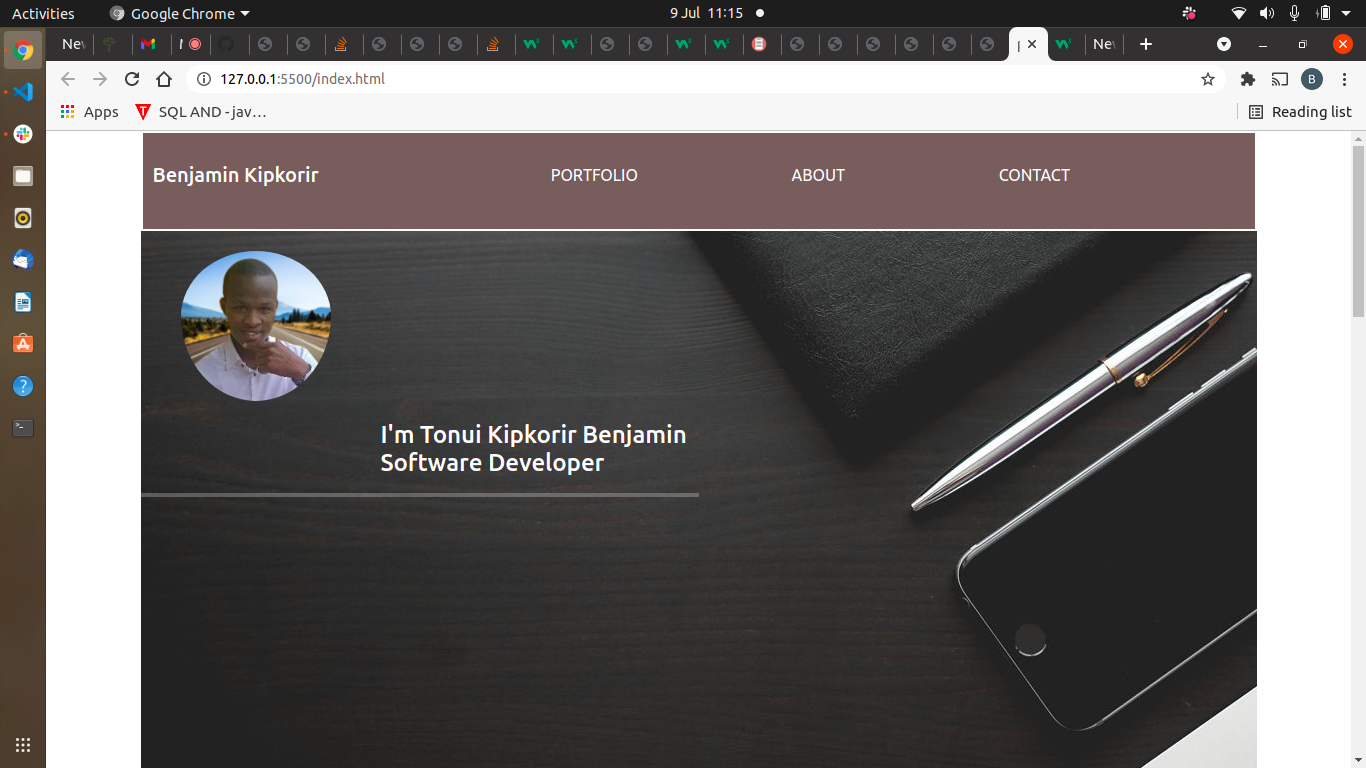 Activities
Google Chrome
9 Jul 11:15
Nev
Nev
127.0.0.1:5500/index.html
B
Apps
SQL AND - jav…
Reading list
Benjamin Kipkorir
PORTFOLIO
ABOUT
CONTACT
I'm Tonui Kipkorir Benjamin
Software Developer